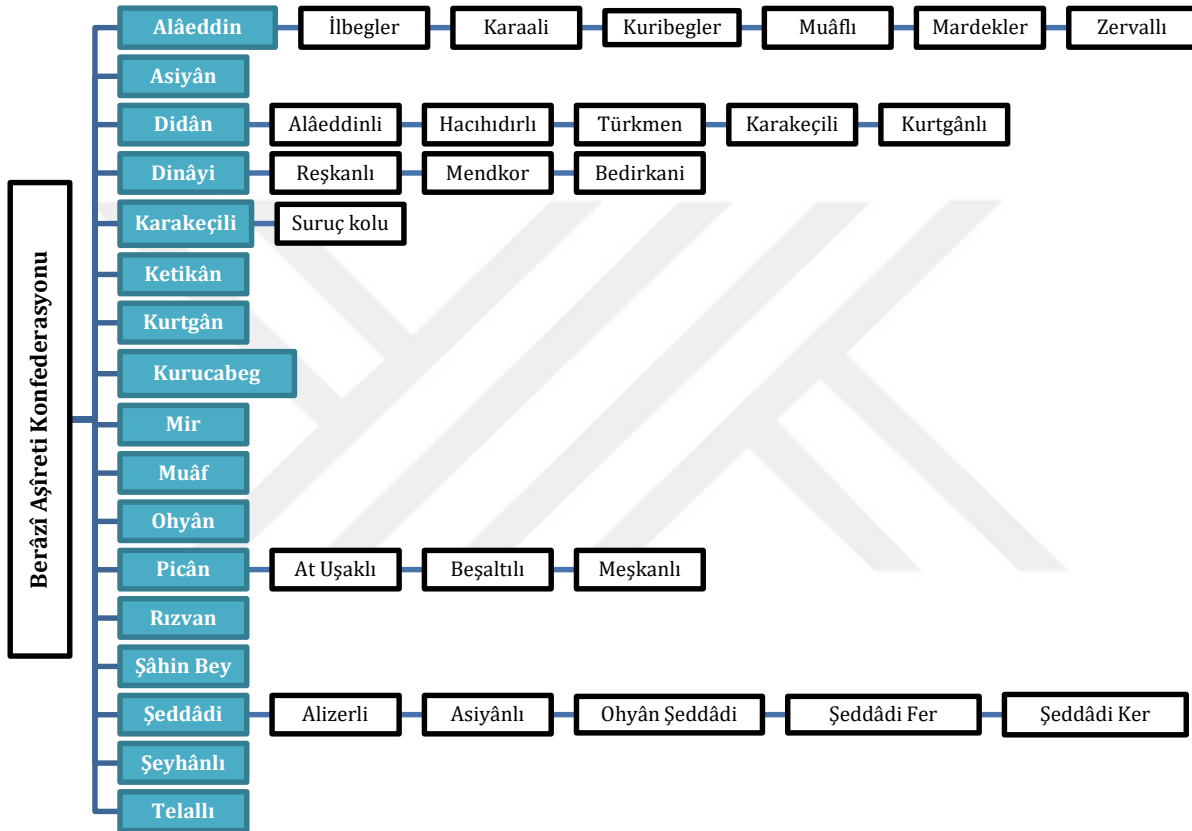 Berâzî Aşîreti Konfederasyonu
Alâeddin İlbegler Karaali Kuribegler Muâflı Mardekler Zervallı
Asiyân
Didân Alâeddinli Hacıhıdırlı Türkmen Karakeçili Kurtgânlı
Dinâyi Reşkanlı Mendkor Bedirkani
Karakeçili Suruç kolu
Ketikân
Kurtgân
Kurucabeg
Mir
Muâf
Ohyân
Picân At Uşaklı Beşaltılı Meşkanlı
Rızvan
Şâhin Bey
Şeddâdi Alizerli Asiyânlı Ohyân Şeddâdi Şeddâdi Fer Şeddâdi Ker
Şeyhânlı
Telallı